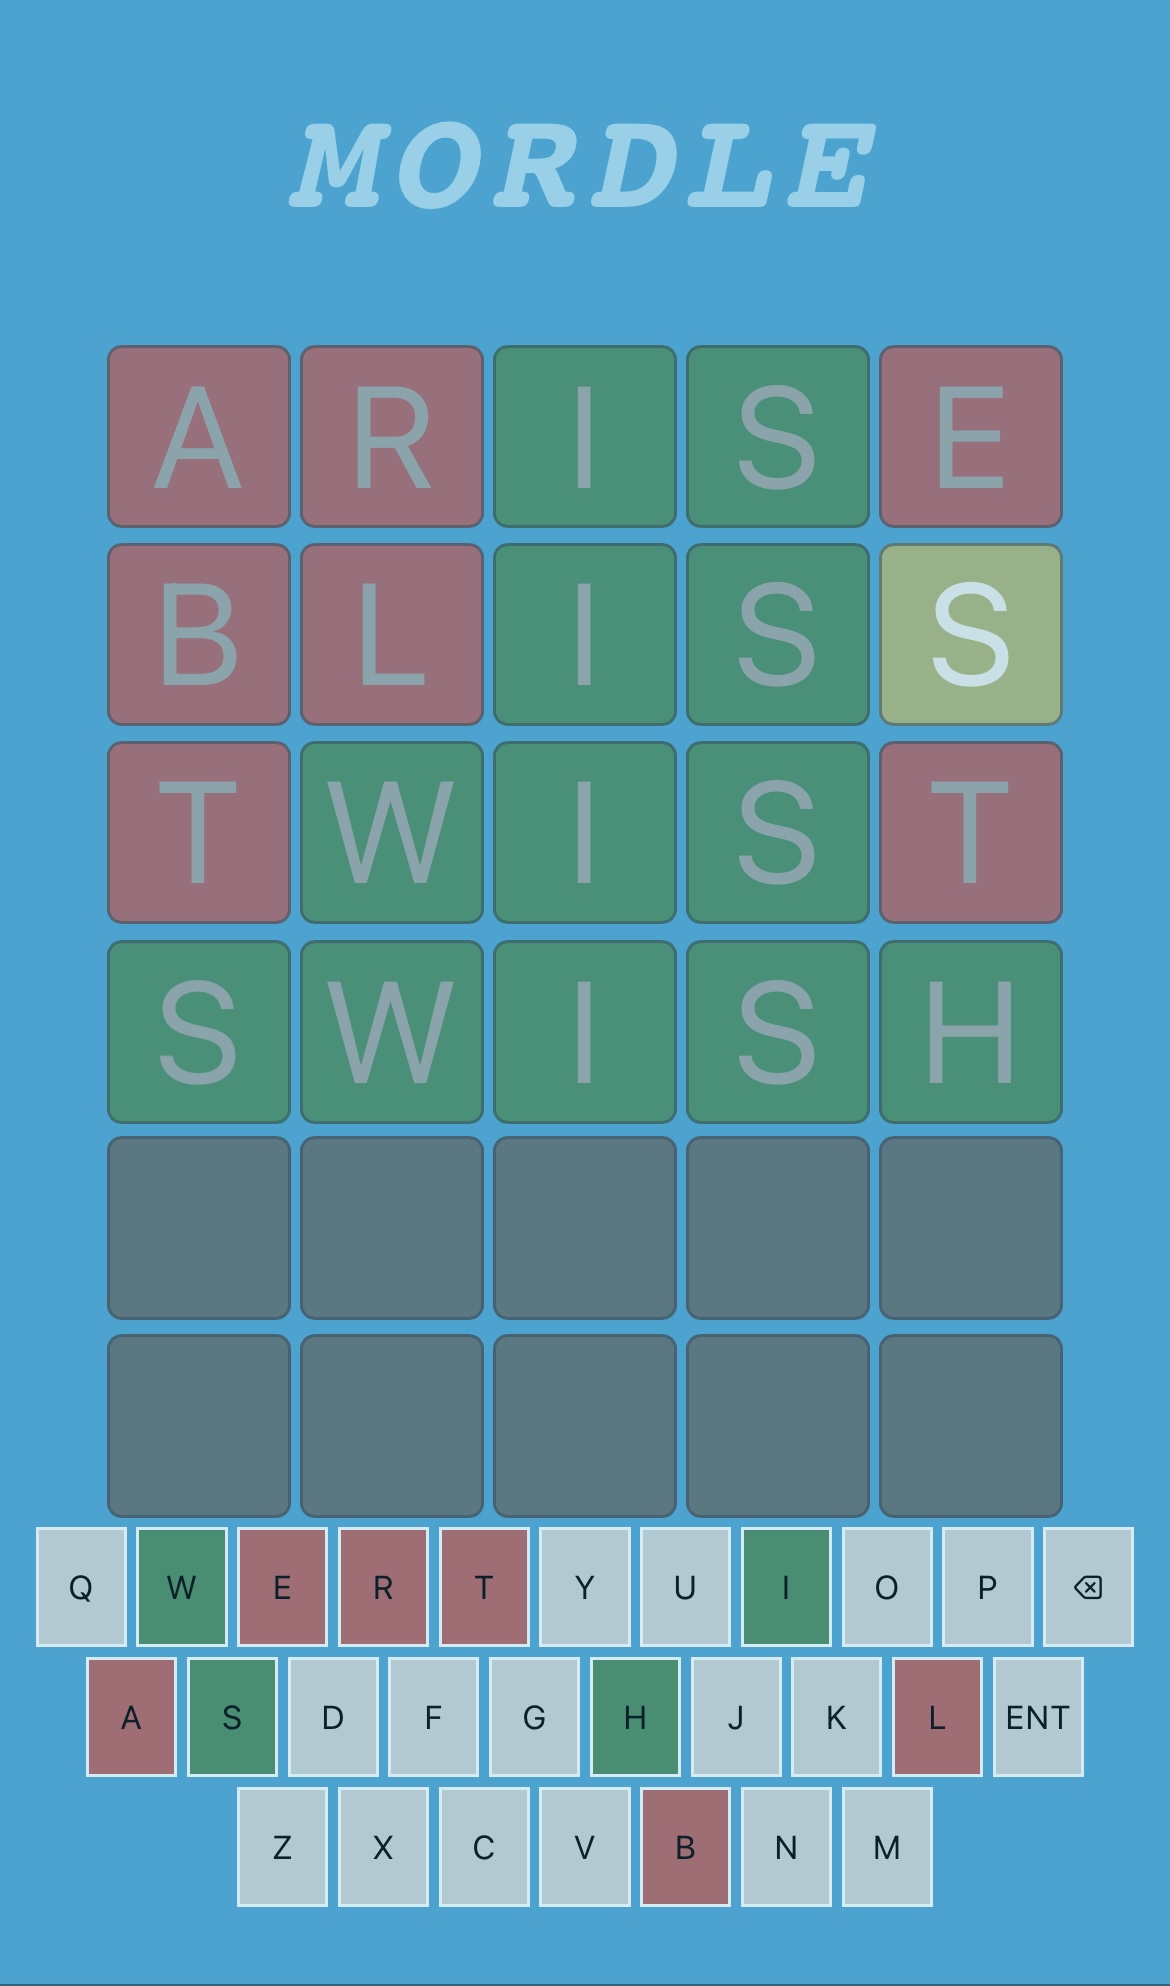 MORDLE
A R I S E
B L I S S
T W I S T
S W I S H
Q W E R T Y U I O P
A S D F G H J K L ENT
Z X C V B N M